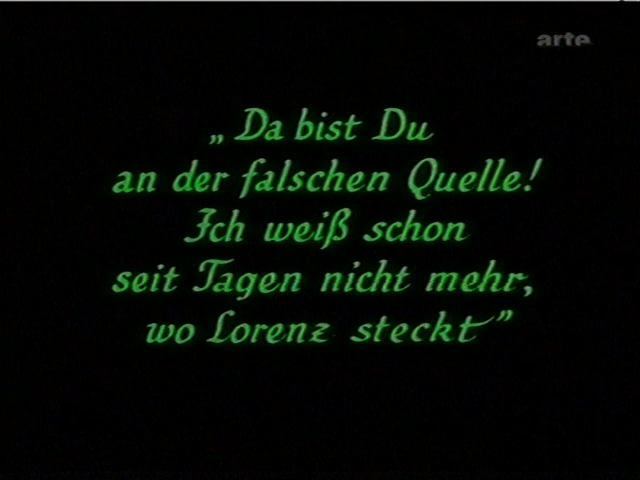 arte
„Da bist Du
an der falschen Quelle!
Ich weiß schon
seit Tagen nicht mehr,
wo Lorenz steckt”